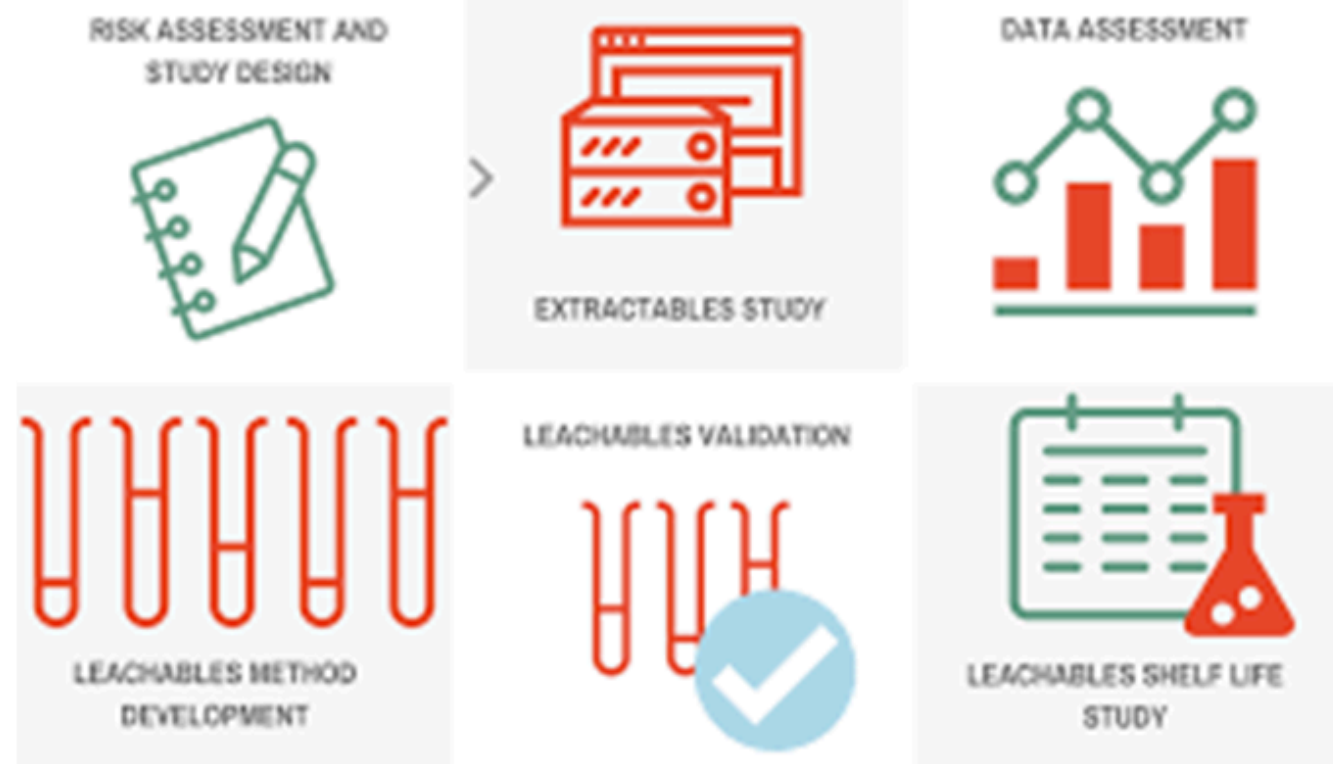 RISK ASSESSMENT AND
STUDY DESIGN
EXTRACTABLES STUDY
DATA ASSESSMENT
LEACHABLES METHOD
DEVELOPMENT
LEACHABLES VALIDATION
LEACHABLES SHELF LIFE
STUDY